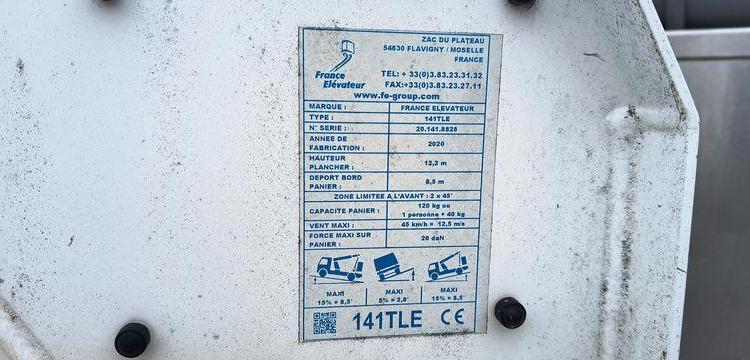 ZAC DU PLATEAU
54630 FLAVIGNY / MOSELLE
FRANCE
France
Elévateur
TEL: + 33(0)3.83.23.31.32
FAX:+33(0)3.83.23.27.11
www.fe-group.com
MARQUE : FRANCE ELEVATEUR
TYPE : 141TLE
N° SERIE : 20.141.8828
ANNEE DE
FABRICATION : 2020
HAUTEUR
PLANCHER : 12,2 m
DEPORT BORD
PANIER : 8,5 m
ZONE LIMITEE A L'AVANT : 2 x 45°
CAPACITE PANIER : 120 kg ou
1 personne + 40 kg
VENT MAXI : 45 km/h = 12,5 m/s
FORCE MAXI SUR
PANIER : 20 daN
MAXI MAXI MAXI
15% = 8,5° 5% = 2,8° 15% = 8,5°
141TLE CE